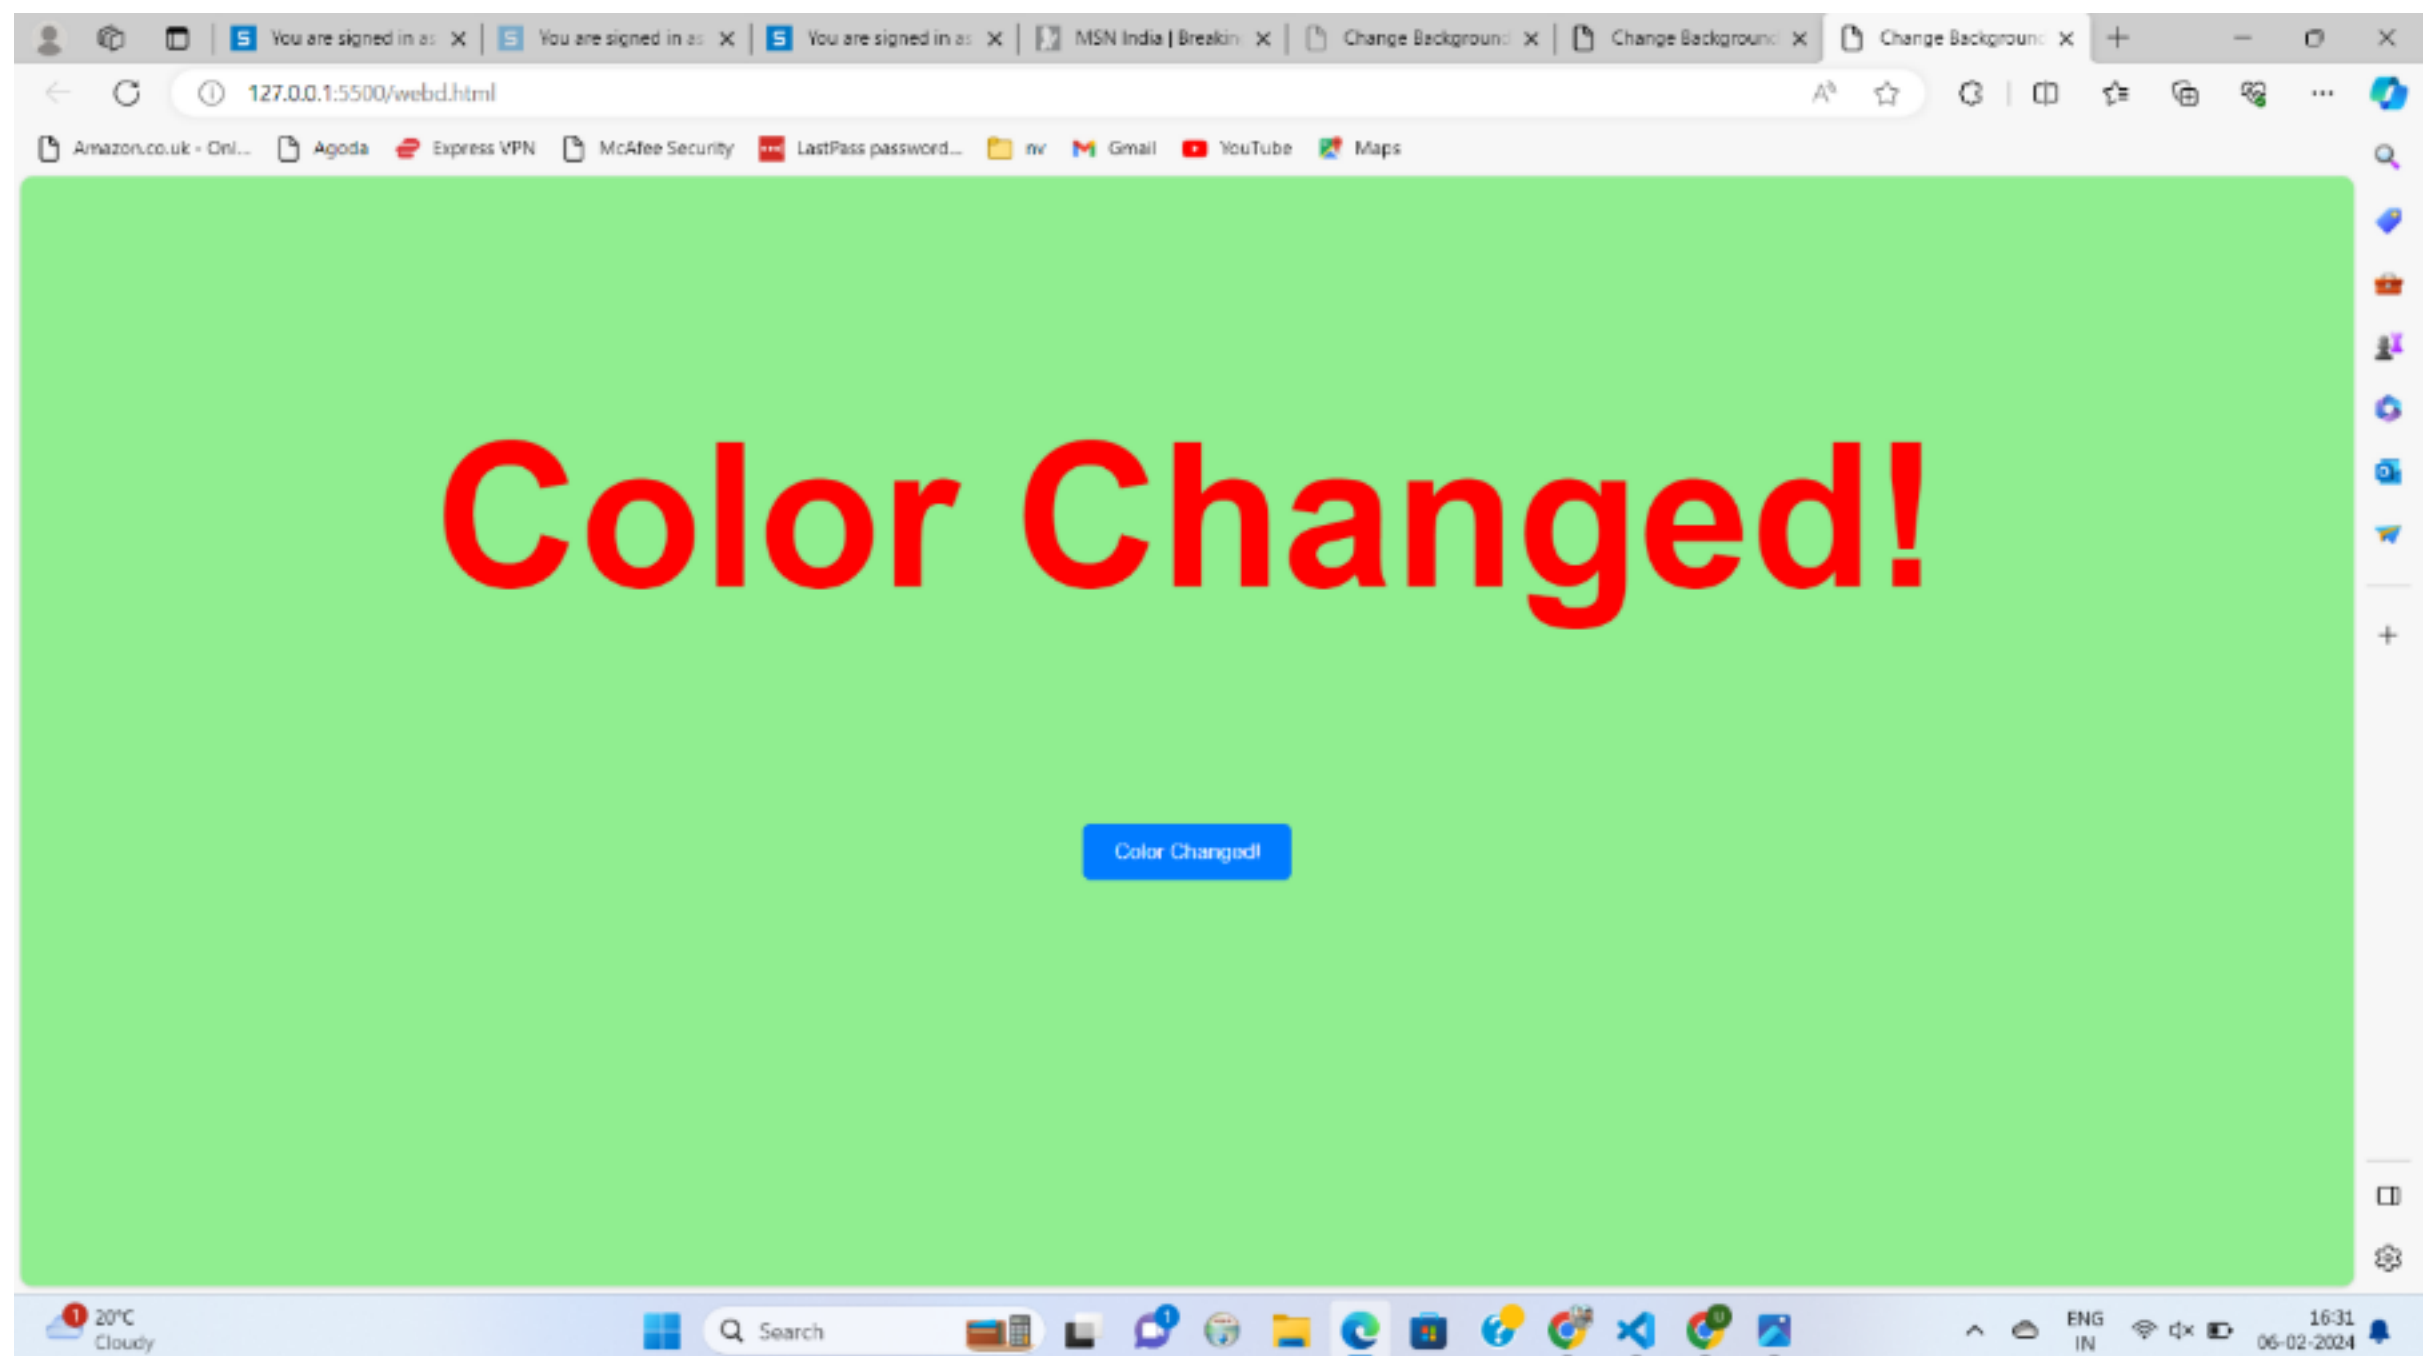 You are signed in as
You are signed in as
You are signed in as
MSN India | Breakin
Change Background
Change Background
Change Background
127.0.0.1:5500/webd.html
Amazon.co.uk - Onl...
Agoda
Express VPN
McAfee Security
LastPass password...
nv
Gmail
YouTube
Maps
Color Changed!
Color Changed!
1
20°C
Cloudy
Search
1
ENG
IN
16:31
06-02-2024